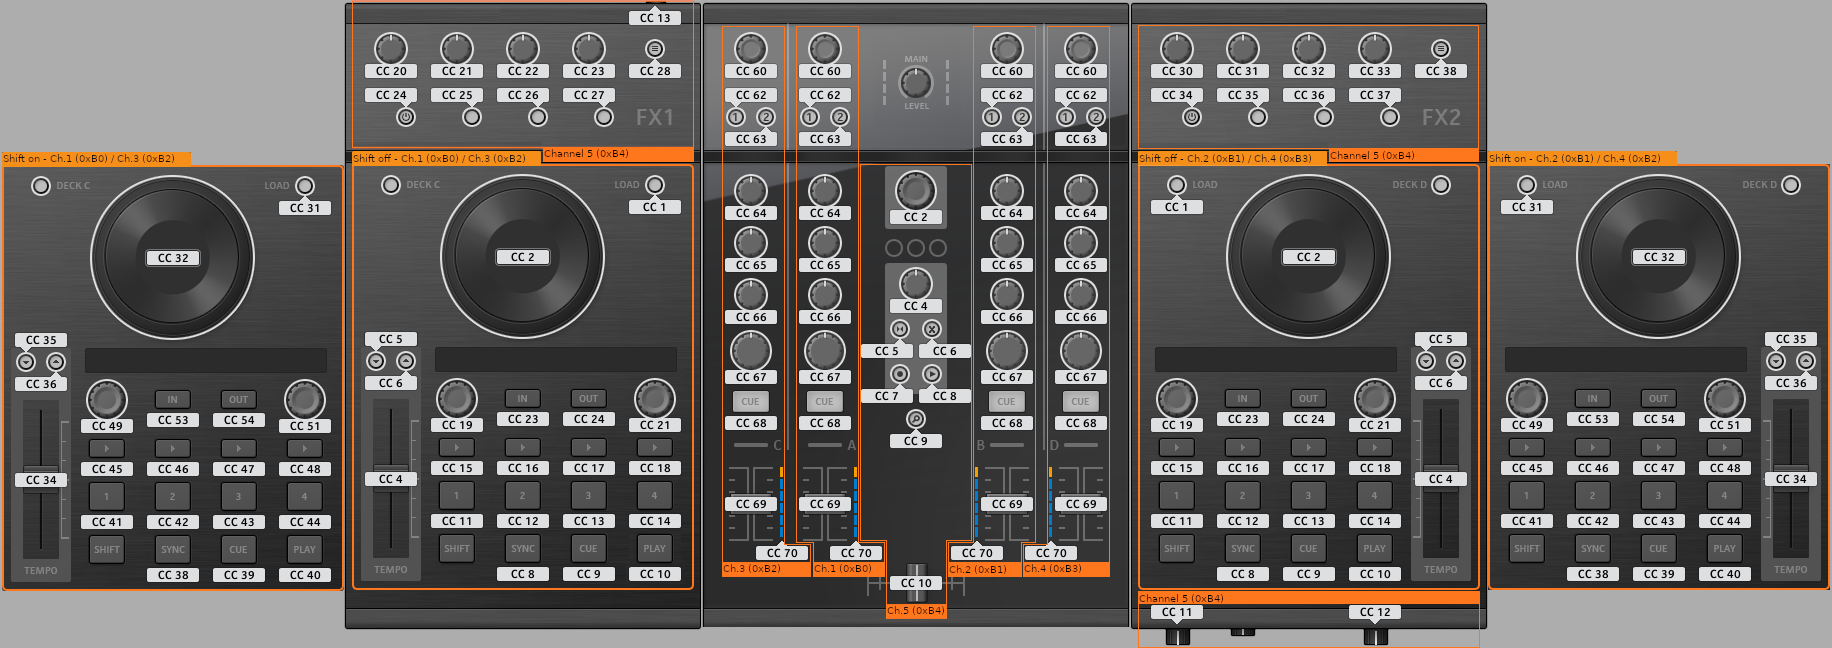 CC 13
CC 20 CC 21 CC 22 CC 23 CC 28
CC 24 CC 25 CC 26 CC 27
FX1
Channel 5 (0xB4)
CC 60 CC 60 CC 60 CC 60
CC 62 CC 62 CC 62 CC 62
1 2 1 2 1 2 1 2
CC 63 CC 63 CC 63 CC 63
MAIN
LEVEL
CC 30 CC 31 CC 32 CC 33 CC 38
CC 34 CC 35 CC 36 CC 37
FX2
Channel 5 (0xB4)
Shift on - Ch.1 (0xB0) / Ch.3 (0xB2)
DECK C LOAD
CC 31
CC 32
CC 35
CC 36
IN OUT
CC 49 CC 53 CC 54 CC 51
CC 45 CC 46 CC 47 CC 48
CC 34
1 2 3 4
CC 41 CC 42 CC 43 CC 44
SHIFT SYNC CUE PLAY
TEMPO
CC 38 CC 39 CC 40
Shift off - Ch.1 (0xB0) / Ch.3 (0xB2)
DECK C LOAD
CC 1
CC 2
CC 5
CC 6
IN OUT
CC 19 CC 23 CC 24 CC 21
CC 15 CC 16 CC 17 CC 18
CC 4
1 2 3 4
CC 11 CC 12 CC 13 CC 14
SHIFT SYNC CUE PLAY
TEMPO
CC 8 CC 9 CC 10
CC 64 CC 64 CC 2 CC 64 CC 64
CC 65 CC 65 CC 65 CC 65
CC 4
CC 66 CC 66 CC 66 CC 66
CC 5 CC 6
CC 67 CC 67 CC 67 CC 67
CC 7 CC 8
CUE CUE CUE CUE
CC 68 CC 68 CC 68 CC 68
CC 9
C A B D
CC 69 CC 69 CC 69 CC 69
CC 70 CC 70 CC 70 CC 70
Ch.3 (0xB2) Ch.1 (0xB0) Ch.2 (0xB1) Ch.4 (0xB3)
CC 10
Ch.5 (0xB4)
Shift off - Ch.2 (0xB1) / Ch.4 (0xB3)
LOAD DECK D
CC 1
CC 2
CC 5
CC 6
IN OUT
CC 19 CC 23 CC 24 CC 21
CC 15 CC 16 CC 17 CC 18
CC 4
1 2 3 4
CC 11 CC 12 CC 13 CC 14
SHIFT SYNC CUE PLAY
TEMPO
CC 8 CC 9 CC 10
Channel 5 (0xB4)
CC 11 CC 12
Shift on - Ch.2 (0xB1) / Ch.4 (0xB2)
LOAD DECK D
CC 31
CC 32
CC 35
CC 36
IN OUT
CC 49 CC 53 CC 54 CC 51
CC 45 CC 46 CC 47 CC 48
CC 34
1 2 3 4
CC 41 CC 42 CC 43 CC 44
SHIFT SYNC CUE PLAY
TEMPO
CC 38 CC 39 CC 40